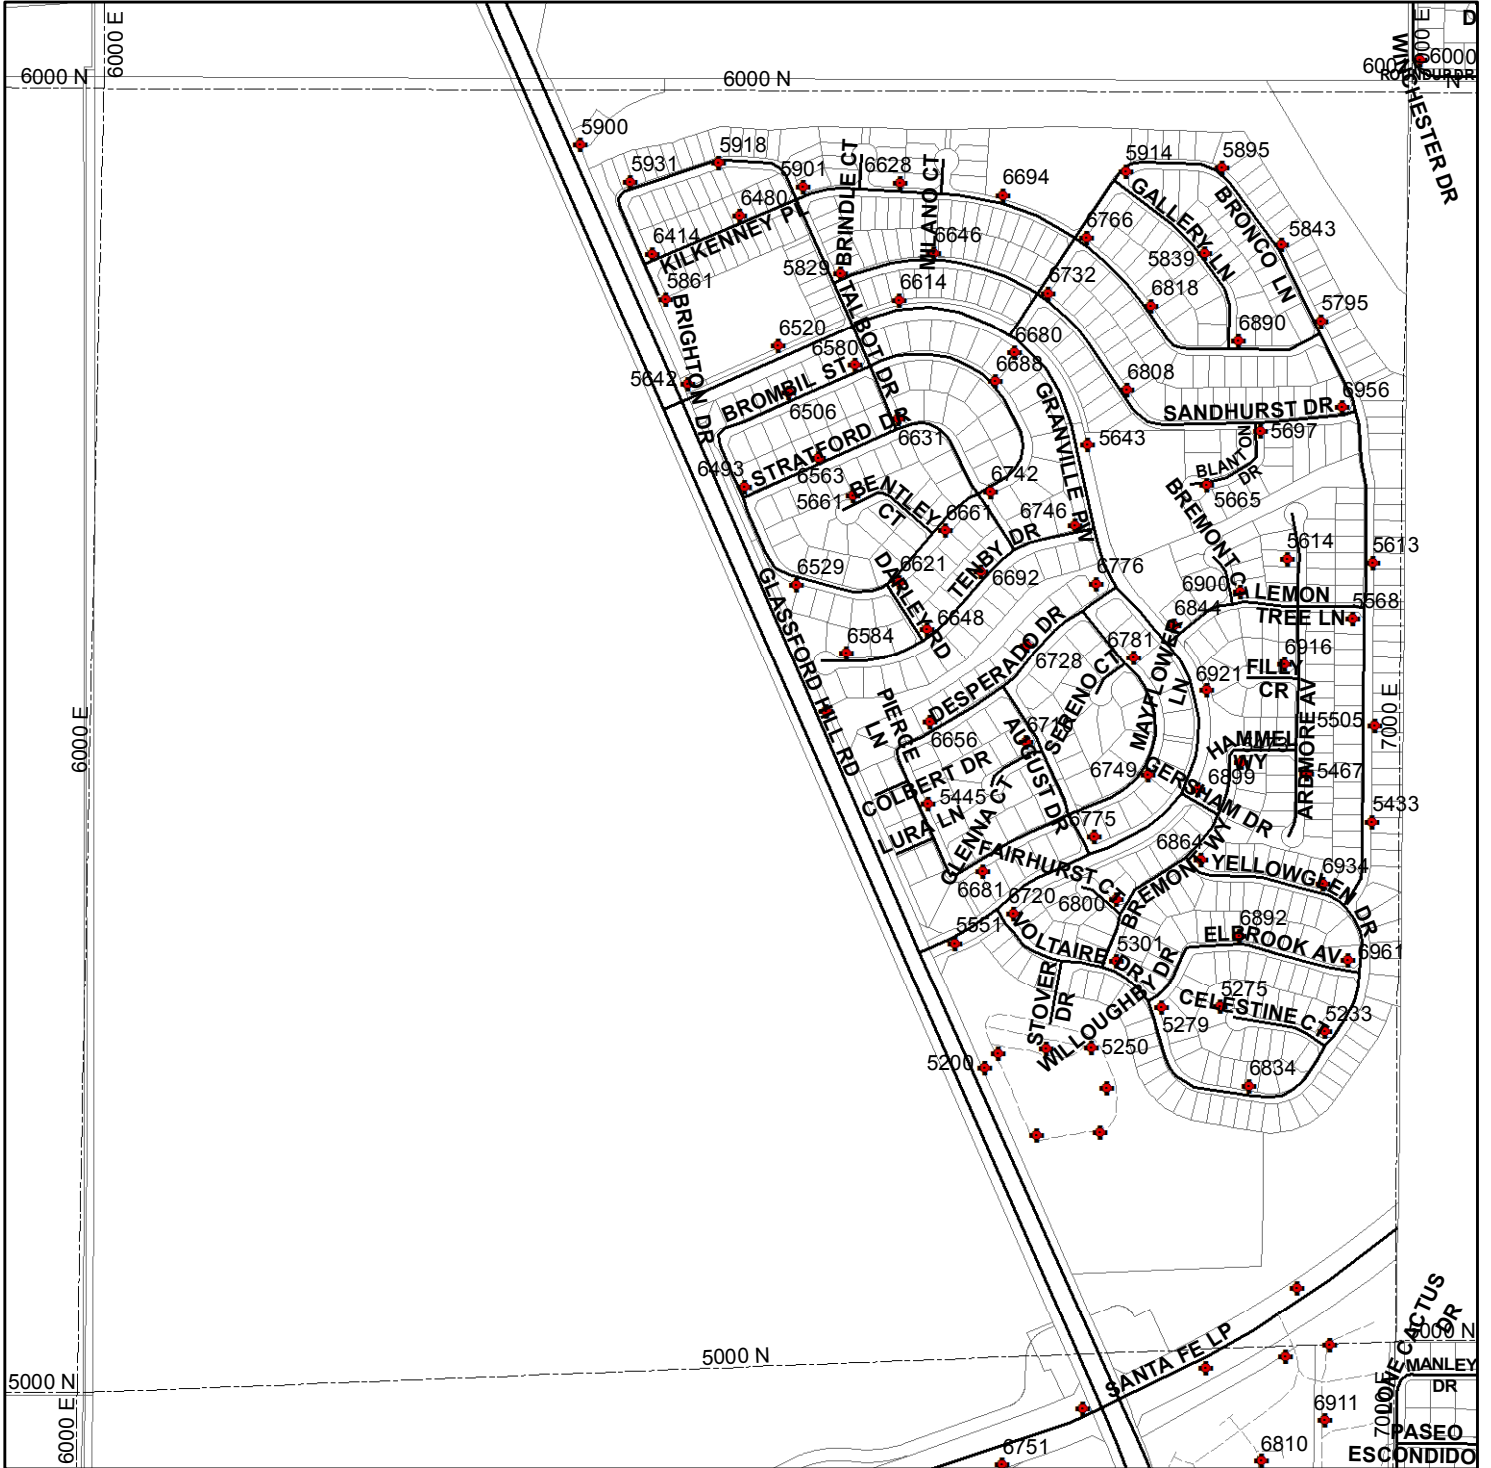 6000 E
6000 E
D
WINCHESTER DR
6000
ROUNDUP DR
6000 N
6000 N
N
5900
5931
5918
5901
BRINDLE CT
6628
MILANO CT
6694
5914
5895
GALLERY LN
BRONCO LN
6480
KILKENNEY PL
6414
5861
6646
6766
5839
5843
5829
6614
6732
6818
5795
BRIGHTON DR
TALBOT DR
6520
6580
6680
6688
6890
5642
BROMBIL ST
6506
GRANVILLE PW
6808
SANDHURST DR
6956
STRATFORD DR
6631
5643
5697
BLANTON
DR
6493
6563
5661
BENTLEY
CT
6742
5665
BREMONT CT
6661
6746
TENBY DR
5614
5613
GLASSFORD HILL RD
6529
6621
DARLEY RD
6692
6776
6900
LEMON
TREE LN
5568
6844
6648
6584
DESPERADO DR
6728
6781
MAYFLOWER
LN
6916
FILLY
CR
6921
SERENO CT
PIERCE
LN
6656
AUGUST DR
ARDMORE AV
5505
7000 E
6000 E
HAMMEL
WY
COLBERT DR
5445
6749
GERSHAM DR
6899
5467
LURA LN
GLENNA CT
6775
5433
FAIRHURST CT
6864
YELLOWGLEN DR
6934
6681
6720
6800
BREMONT WY
6892
5551
VOLTAIRE DR
5301
ELBROOK AV
6961
STOVER
DR
WILLOUGHBY DR
5275
CELESTINE CT
5233
5279
5250
5200
6834
SANTA FE LP
LONE CACTUS
DR
5000 N
5000 N
5000 N
MANLEY
DR
6000 E
7000 E
6911
PASEO
ESCONDIDO
6751
6810